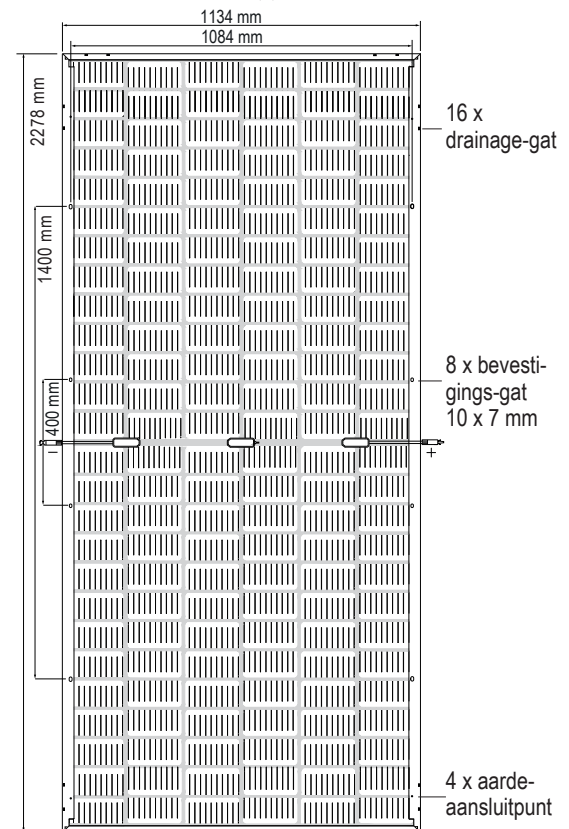 1134 mm
1084 mm
2278 mm
16 x
drainage-gat
1400 mm
8 x bevesti-
gings-gat
10 x 7 mm
400 mm
−
+
4 x aarde-
aansluitpunt